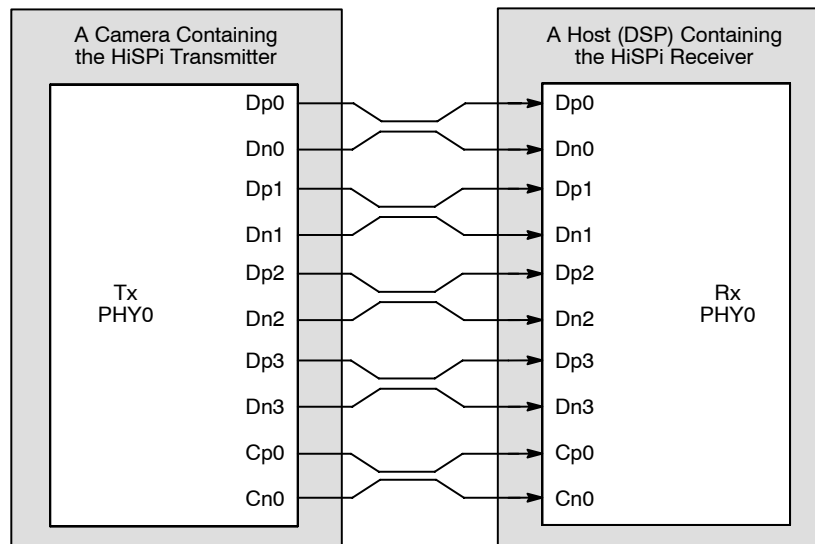 A Camera Containing
the HiSPi Transmitter
Tx
PHY0
Dp0
Dn0
Dp1
Dn1
Dp2
Dn2
Dp3
Dn3
Cp0
Cn0
A Host (DSP) Containing
the HiSPi Receiver
Dp0
Dn0
Dp1
Dn1
Dp2
Dn2
Dp3
Dn3
Cp0
Cn0
Rx
PHY0